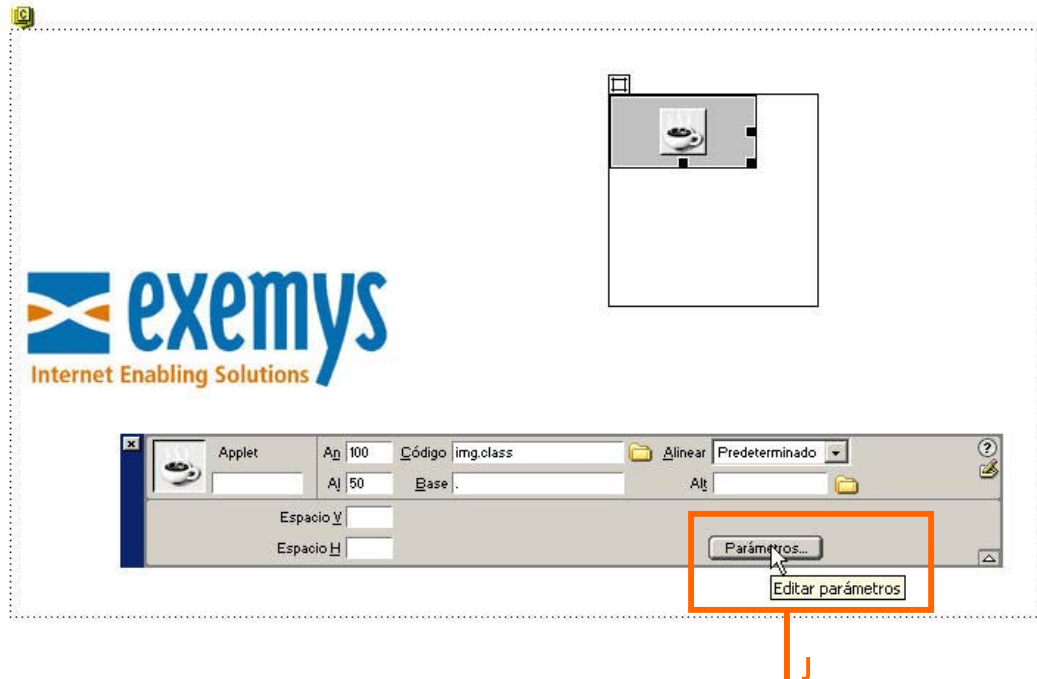 C
exemys
Internet Enabling Solutions
Applet
An 100
Código img.class
Alinear Predeterminado
?
Al 50
Base .
Alt
Espacio V
Espacio H
Parámetros...
Editar parámetros
J